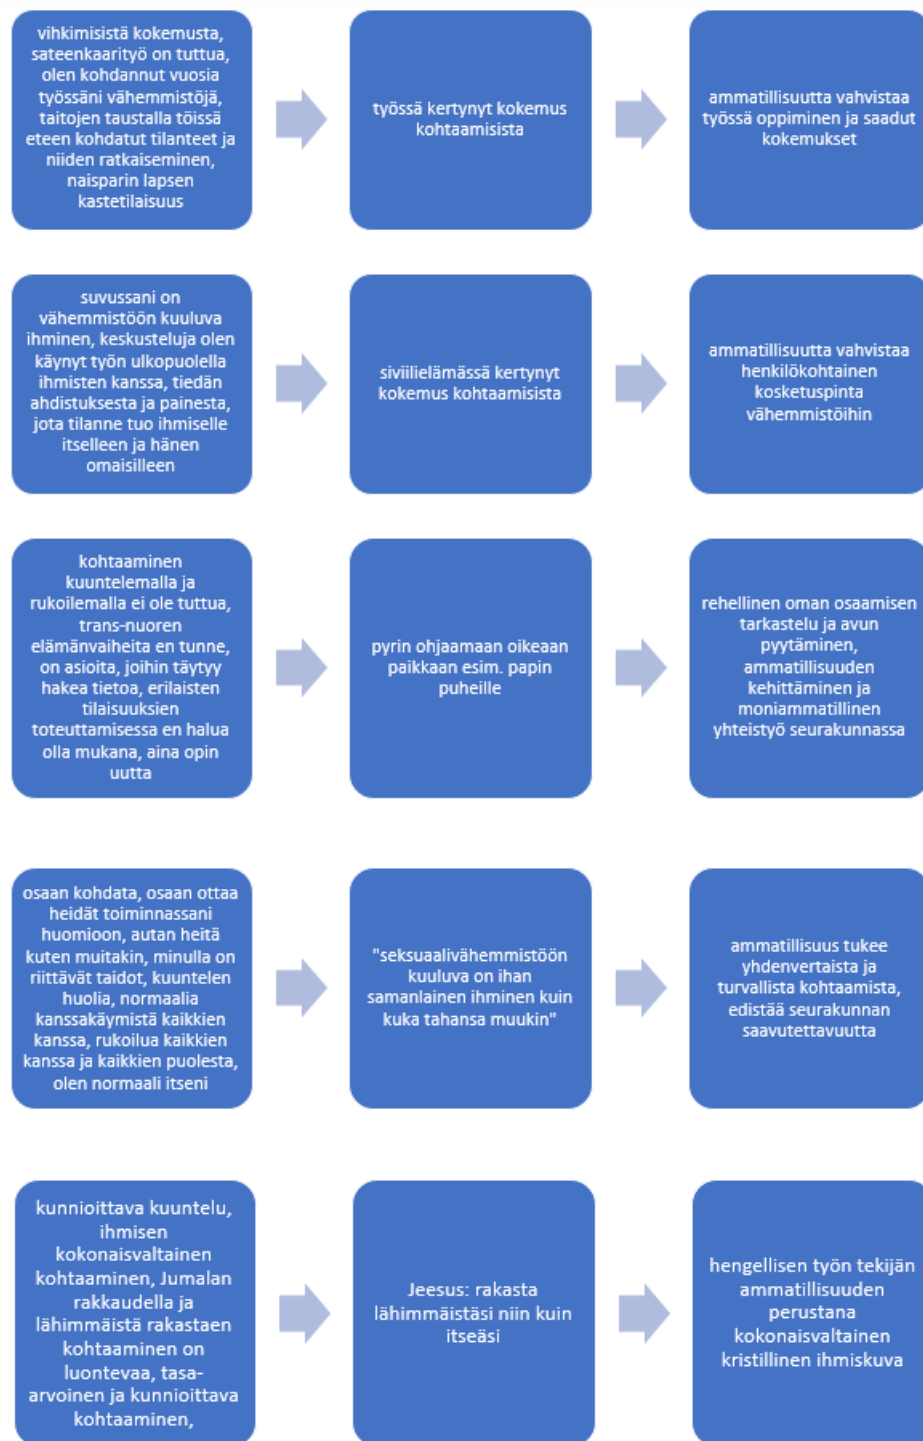 vihkimisistä kokemusta,
sateenkaarityö on tuttua,
olen kohdannut vuosia
työssäni vähemmistöjä,
taitojen taustalla töissä
eteen kohdatut tilanteet ja
niiden ratkaiseminen,
naisparin lapsen
kastetilaisuus
työssä kertynyt kokemus
kohtaamisista
ammatillisuutta vahvistaa
työssä oppiminen ja saadut
kokemukset
suvussani on
vähemmistöön kuuluva
ihminen, keskusteluja olen
käynyt työn ulkopuolella
ihmisten kanssa, tiedän
ahdistuksesta ja painesta,
jota tilanne tuo ihmiselle
itselleen ja hänen
omaisilleen
siviilielämässä kertynyt
kokemus kohtaamisista
ammatillisuutta vahvistaa
henkilökohtainen
kosketuspinta
vähemmistöihin
kohtaaminen
kuuntelemalla ja
rukoilemalla ei ole tuttua,
trans-nuoren
elämänvaiheita en tunne,
on asioita, joihin täytyy
hakea tietoa, erilaisten
tilaisuuksien
toteuttamisessa en halua
olla mukana, aina opin
uutta
pyrin ohjaamaan oikeaan
paikkaan esim. papin
puheille
rehellinen oman osaamisen
tarkastelu ja avun
pyytäminen,
ammatillisuuden
kehittäminen ja
moniammatillinen
yhteistyö seurakunnassa
osaan kohdata, osaan ottaa
heidät toiminnassani
huomioon, autan heitä
kuten muitakin, minulla on
riittävät taidot, kuuntelen
huolia, normaalia
kanssakäymistä kaikkien
kanssa, rukoilua kaikkien
kanssa ja kaikkien puolesta,
olen normaali itseni
"seksuaalivähemmistöön
kuuluva on ihan
samanlainen ihminen kuin
kuka tahansa muukin"
ammatillisuus tukee
yhdenvertaista ja
turvallista kohtaamista,
edistää seurakunnan
saavutettavuutta
kunnioittava kuuntelu,
ihmisen
kokonaisvaltainen
kohtaaminen, Jumalan
rakkaudella ja
lähimmäistä rakastaen
kohtaaminen on
luontevaa, tasa-
arvoinen ja kunnioittava
kohtaaminen,
Jeesus: rakasta
lähimmäistäsi niin kuin
itseäsi
hengellisen työn tekijän
ammatillisuuden
perustana
kokonaisvaltainen
kristillinen ihmiskuva